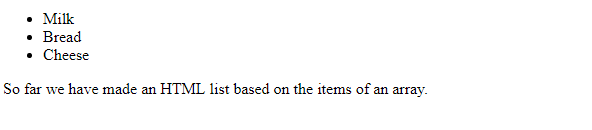 Milk
Bread
Cheese
So far we have made an HTML list based on the items of an array.